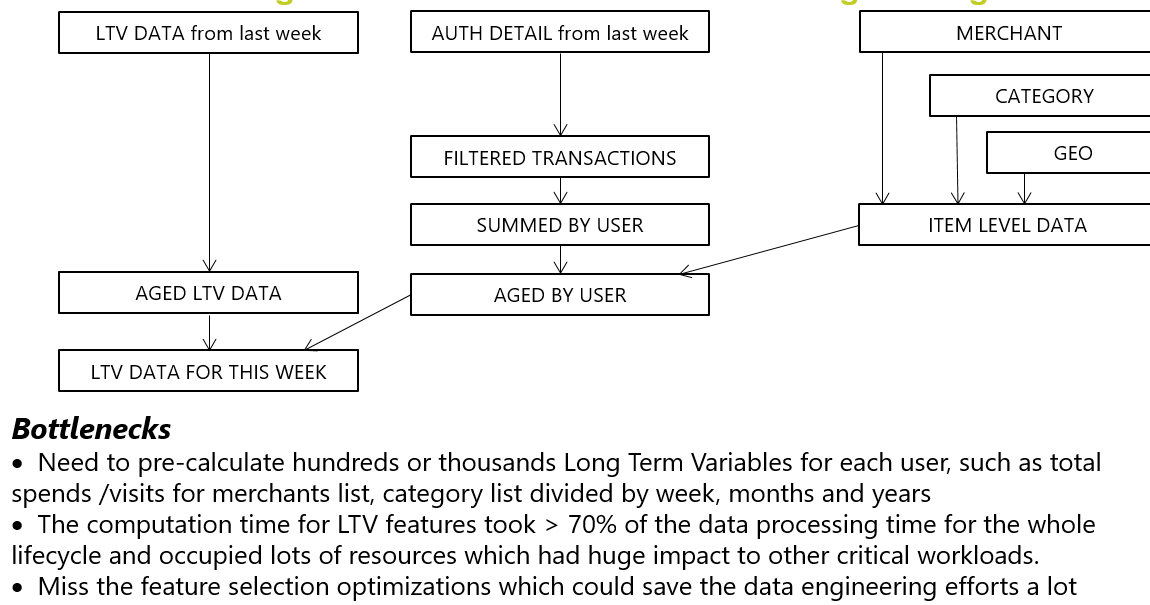 LTV DATA from last week
AUTH DETAIL from last week
MERCHANT
CATEGORY
GEO
FILTERED TRANSACTIONS
SUMMED BY USER
ITEM LEVEL DATA
AGED LTV DATA
AGED BY USER
LTV DATA FOR THIS WEEK
Bottlenecks
• Need to pre-calculate hundreds or thousands Long Term Variables for each user, such as total
spends /visits for merchants list, category list divided by week, months and years
• The computation time for LTV features took > 70% of the data processing time for the whole
lifecycle and occupied lots of resources which had huge impact to other critical workloads.
• Miss the feature selection optimizations which could save the data engineering efforts a lot